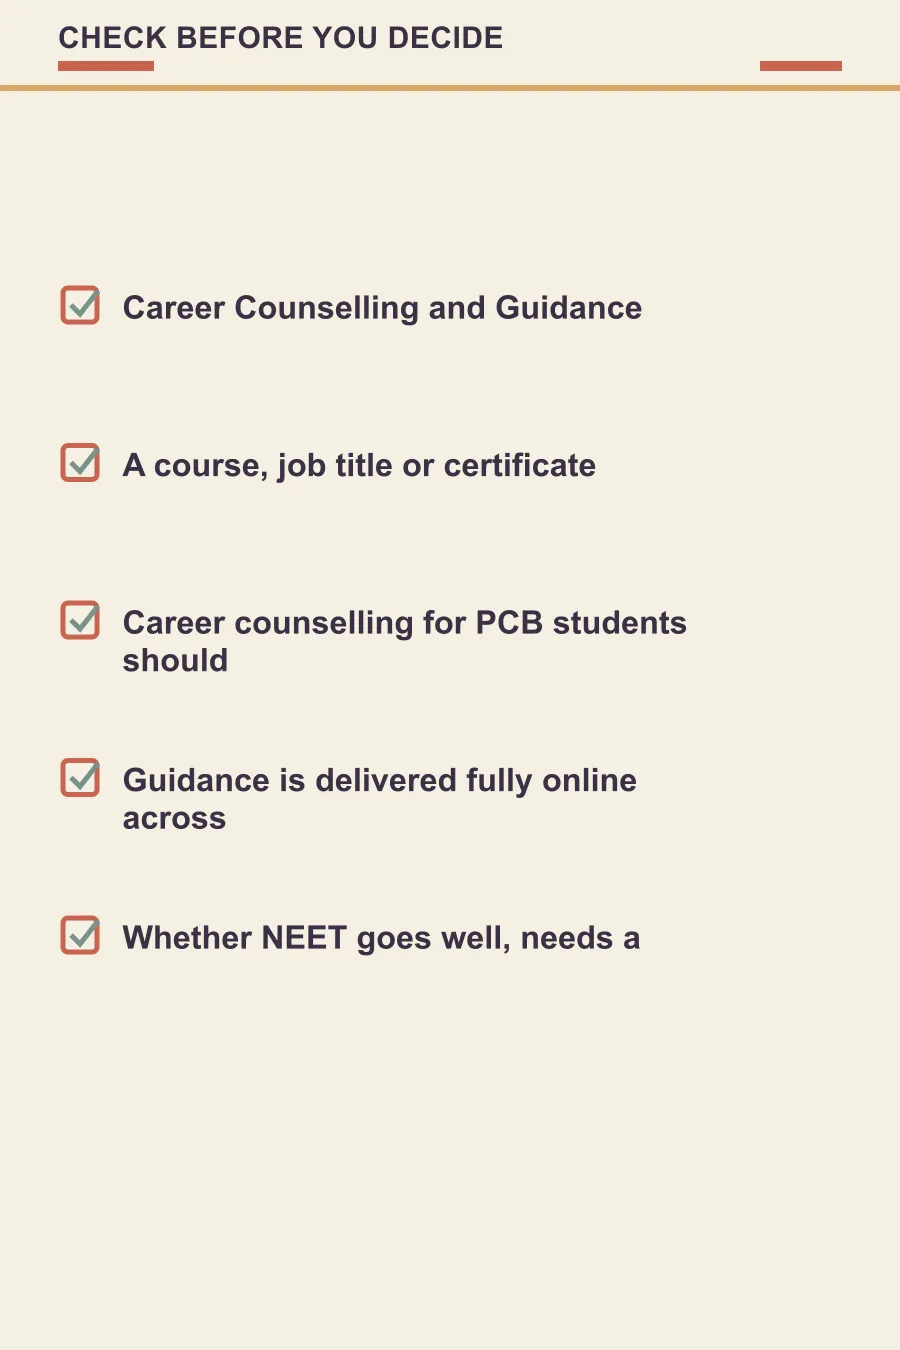 CHECK BEFORE YOU DECIDE
Career Counselling and Guidance
A course, job title or certificate
Career counselling for PCB students
should
Guidance is delivered fully online
across
Whether NEET goes well, needs a